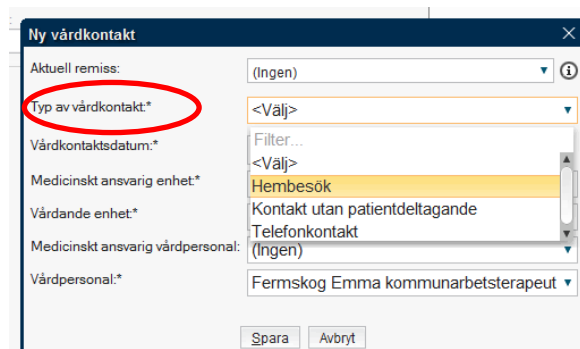 Ny vårdkontakt
Aktuell remiss:
(Ingen)
Typ av vårdkontakt:*
<Välj>
Filter...
<Välj>
Hembesök
Kontakt utan patientdeltagande
Telefonkontakt
Vårdkontaktsdatum:*
Medicinskt ansvarig enhet:*
Vårdande enhet:*
Medicinskt ansvarig vårdpersonal:
(Ingen)
Vårdpersonal:*
Fermskog Emma kommunarbetsterapeut
Spara
Avbryt